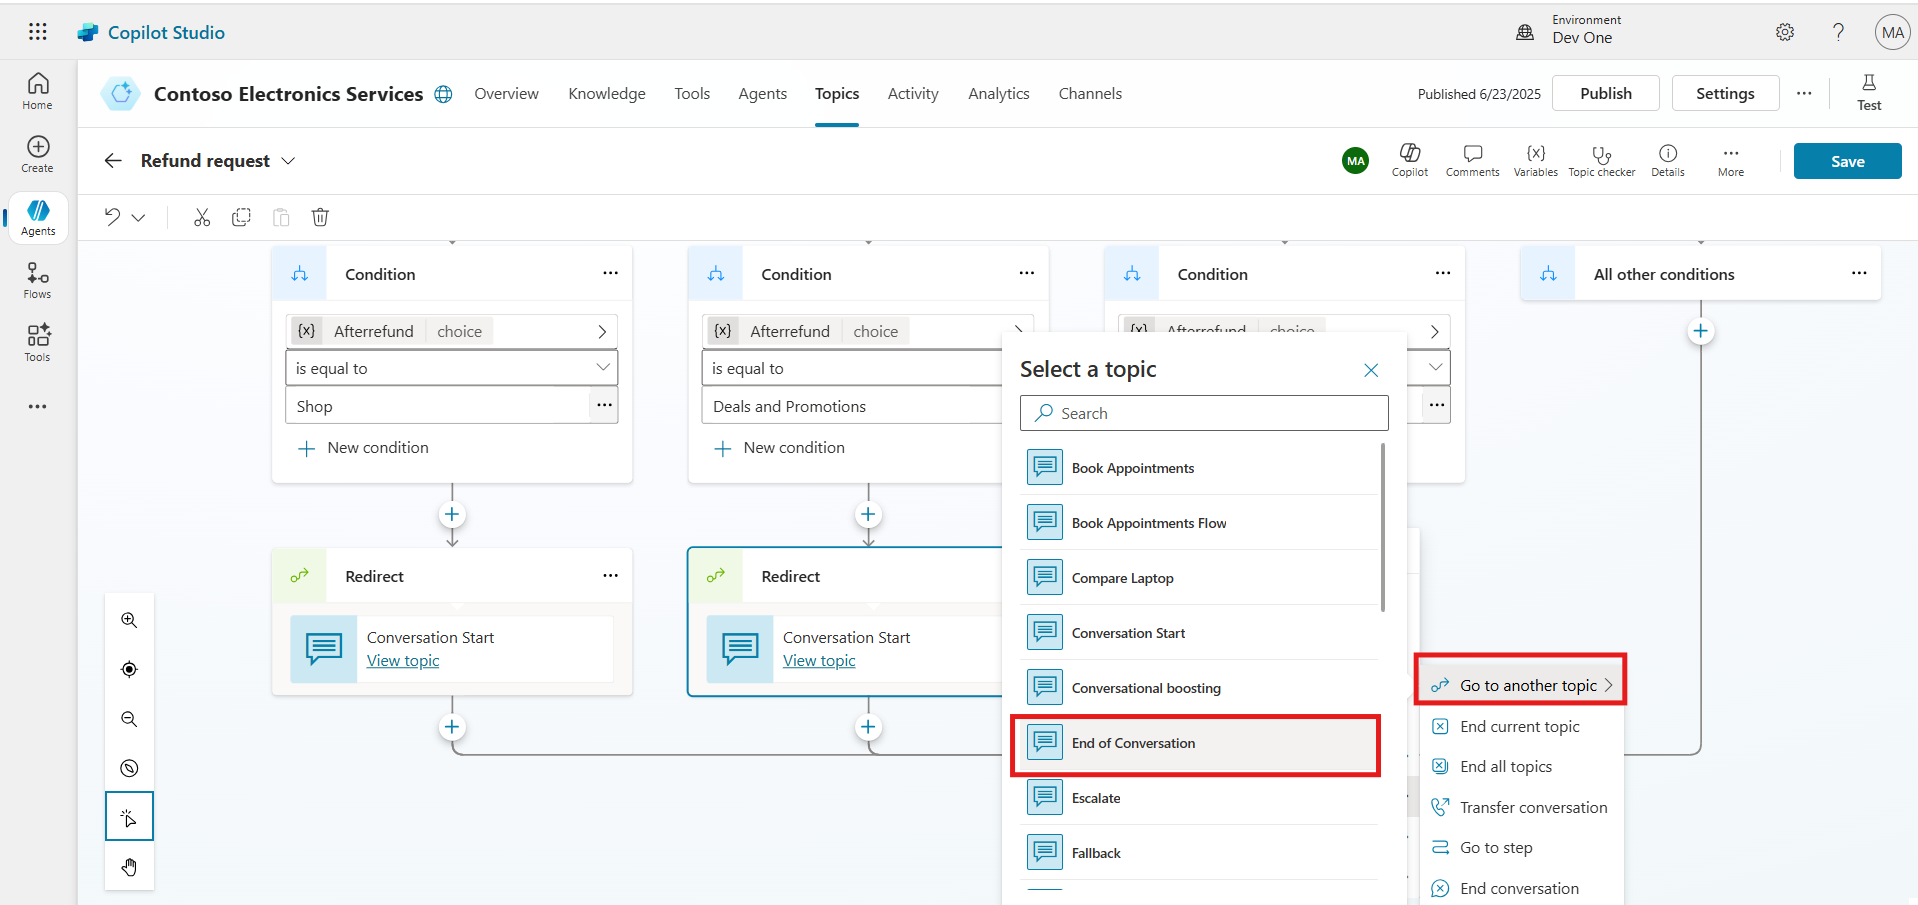 Copilot Studio
Environment
Dev One
MA
Home
Create
Agents
Flows
Tools
Contoso Electronics Services
Overview
Knowledge
Tools
Agents
Topics
Activity
Analytics
Channels
Published 6/23/2025
Publish
Settings
Test
Refund request
MA
Copilot
Comments
Variables
Topic checker
Details
More
Save
Condition
{x} Afterrefund choice
is equal to
Shop
New condition
Redirect
Conversation Start
View topic
Condition
{x} Afterrefund choice
is equal to
Deals and Promotions
New condition
Redirect
Conversation Start
View topic
Condition
{x} Afterrefund choice
All other conditions
Select a topic
Search
Book Appointments
Book Appointments Flow
Compare Laptop
Conversation Start
Conversational boosting
End of Conversation
Escalate
Fallback
Go to another topic
End current topic
End all topics
Transfer conversation
Go to step
End conversation